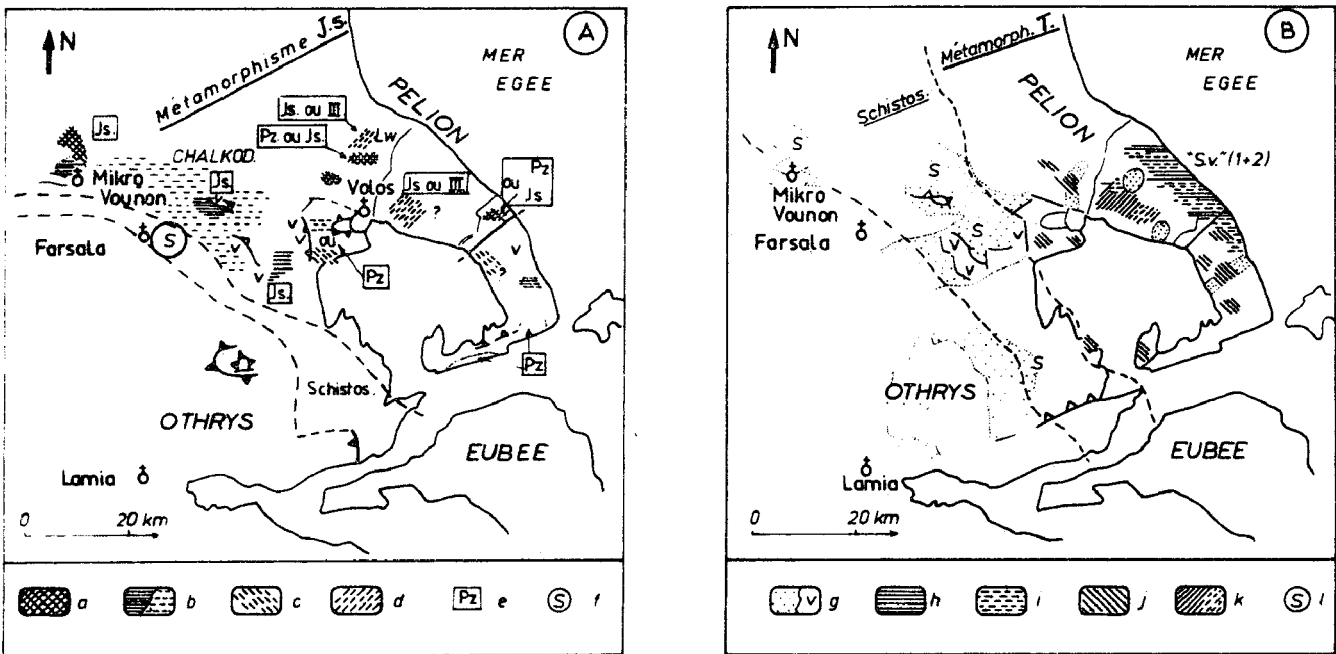 A
N
Métamorphisme J.s.
MER
EGEE
PELION
Js. ou III
Pz. ou Js.
Lw
Js.
CHALKOD.
Mikro
Vounon
Js.
Volos
Js ou III
?
Pz
ou
Js
Farsala
S
v
v
v
v
v
ou
Pz
Js.
Pz
Schistos.
OTHRYS
EUBEE
Lamia
0 20 km
a b c d Pz e S f
B
N
Métamorph. T.
MER
EGEE
Schistos.
PELION
S
"S.v." (1+2)
Mikro
Vounon
S
Farsala
S
v
v
v
S
OTHRYS
EUBEE
Lamia
0 20 km
g v h i j k S l